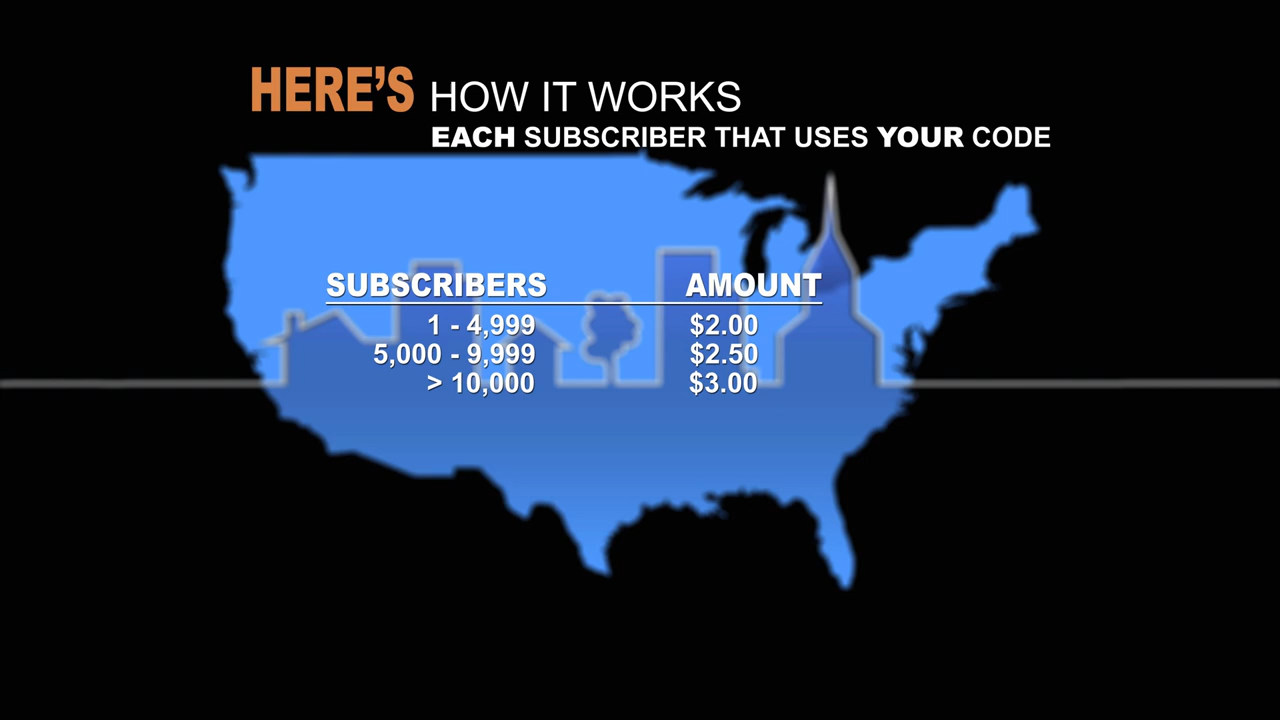 HERE'S HOW IT WORKS
EACH SUBSCRIBER THAT USES YOUR CODE
SUBSCRIBERS AMOUNT
1 - 4,999 $2.00
5,000 - 9,999 $2.50
> 10,000 $3.00